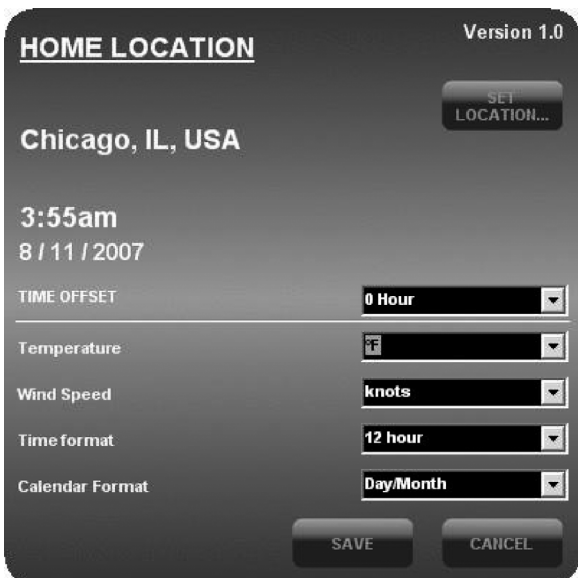 HOME LOCATION
Version 1.0
SET
LOCATION...
Chicago, IL, USA
3:55am
8 / 11 / 2007
TIME OFFSET
0 Hour
Temperature
°F
Wind Speed
knots
Time format
12 hour
Calendar Format
Day/Month
SAVE
CANCEL